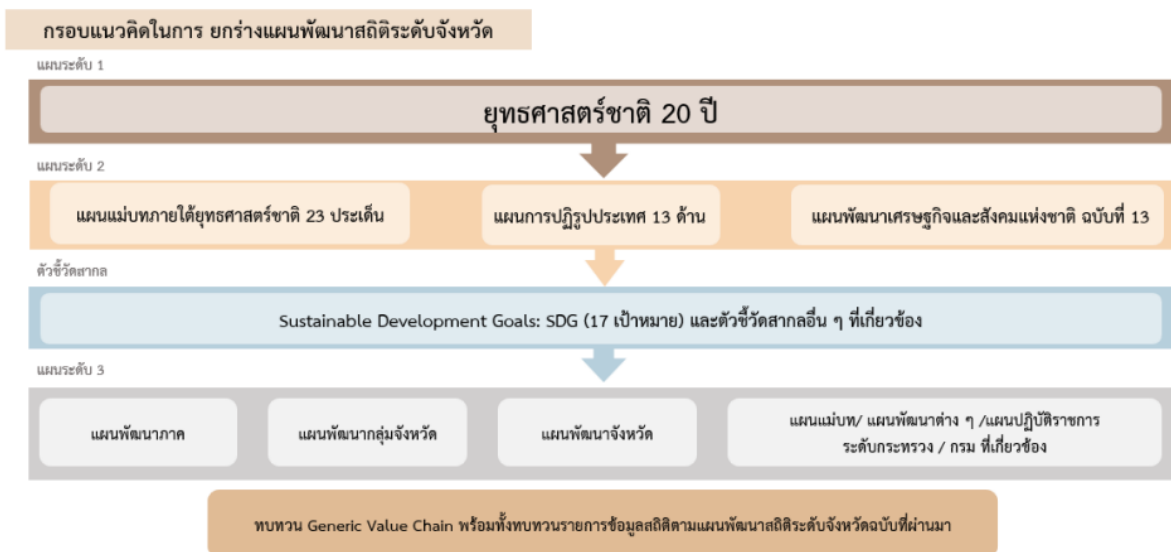 กรอบแนวคิดในการ ยกร่างแผนพัฒนาสถิติระดับจังหวัด
แผนระดับ 1
ยุทธศาสตร์ชาติ 20 ปี
แผนระดับ 2
แผนแม่บทภายใต้ยุทธศาสตร์ชาติ 23 ประเด็น
แผนการปฏิรูปประเทศ 13 ด้าน
แผนพัฒนาเศรษฐกิจและสังคมแห่งชาติ ฉบับที่ 13
ตัวชี้วัดสากล
Sustainable Development Goals: SDG (17 เป้าหมาย) และตัวชี้วัดสากลอื่น ๆ ที่เกี่ยวข้อง
แผนระดับ 3
แผนพัฒนาภาค
แผนพัฒนากลุ่มจังหวัด
แผนพัฒนาจังหวัด
แผนแม่บท/ แผนพัฒนาต่าง ๆ /แผนปฏิบัติราชการ
ระดับกระทรวง / กรม ที่เกี่ยวข้อง
ทบทวน Generic Value Chain พร้อมทั้งทบทวนรายการข้อมูลสถิติตามแผนพัฒนาสถิติระดับจังหวัดฉบับที่ผ่านมา